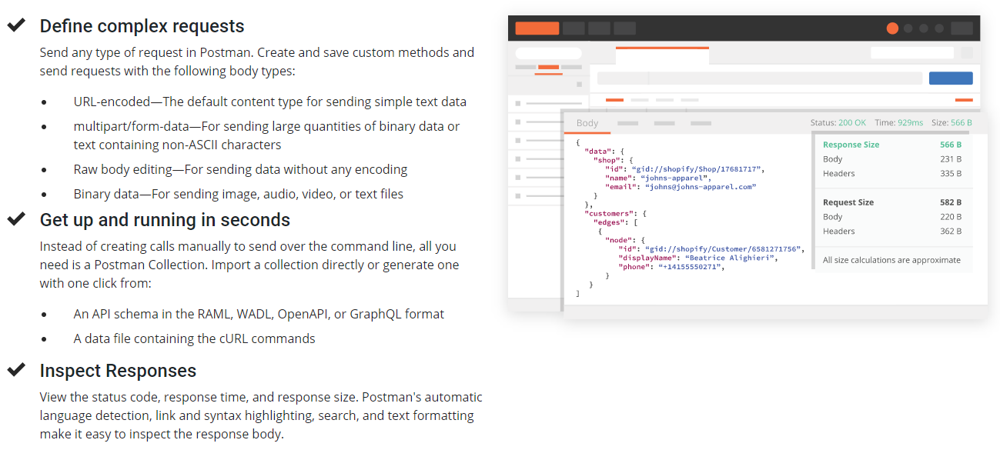 Define complex requests
Send any type of request in Postman. Create and save custom methods and
send requests with the following body types:
• URL-encoded—The default content type for sending simple text data
• multipart/form-data—For sending large quantities of binary data or
text containing non-ASCII characters
• Raw body editing—For sending data without any encoding
• Binary data—For sending image, audio, video, or text files
Get up and running in seconds
Instead of creating calls manually to send over the command line, all you
need is a Postman Collection. Import a collection directly or generate one
with one click from:
• An API schema in the RAML, WADL, OpenAPI, or GraphQL format
• A data file containing the cURL commands
Inspect Responses
View the status code, response time, and response size. Postman's automatic
language detection, link and syntax highlighting, search, and text formatting
make it easy to inspect the response body.
Body Status: 200 OK Time: 929ms Size: 566 B
{
"data": {
"shop": {
"id": “gid://shopify/Shop/17681717”,
"name": “johns-apparel”,
"email": “johns@johns-apparel.com”
}
},
"customers": {
"edges": [
{
"node": {
"id": “gid://shopify/Customer/6581271756”,
"displayName": “Beatrice Alighieri”,
"phone": “+14155550271”,
}
}
]
Response Size 566 B
Body 231 B
Headers 335 B
Request Size 582 B
Body 220 B
Headers 362 B
All size calculations are approximate